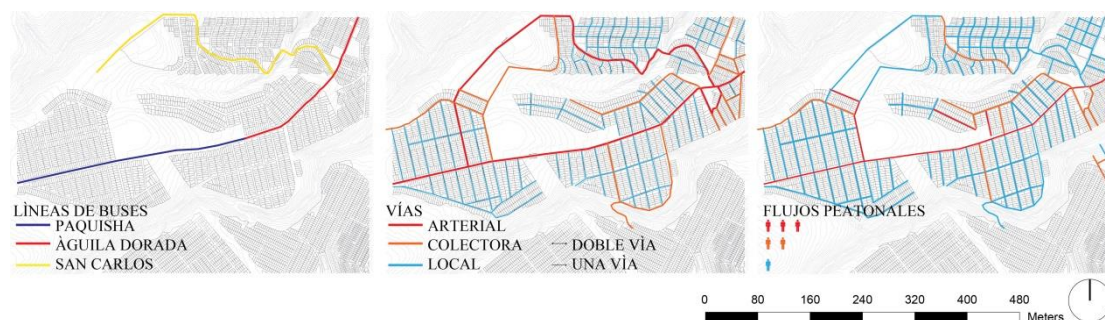 LÌNEAS DE BUSES
PAQUISHA
ÀGUILA DORADA
SAN CARLOS
VÍAS
ARTERIAL
COLECTORA
LOCAL
DOBLE VÌA
UNA VÌA
FLUJOS PEATONALES
0 80 160 240 320 400 480
Meters